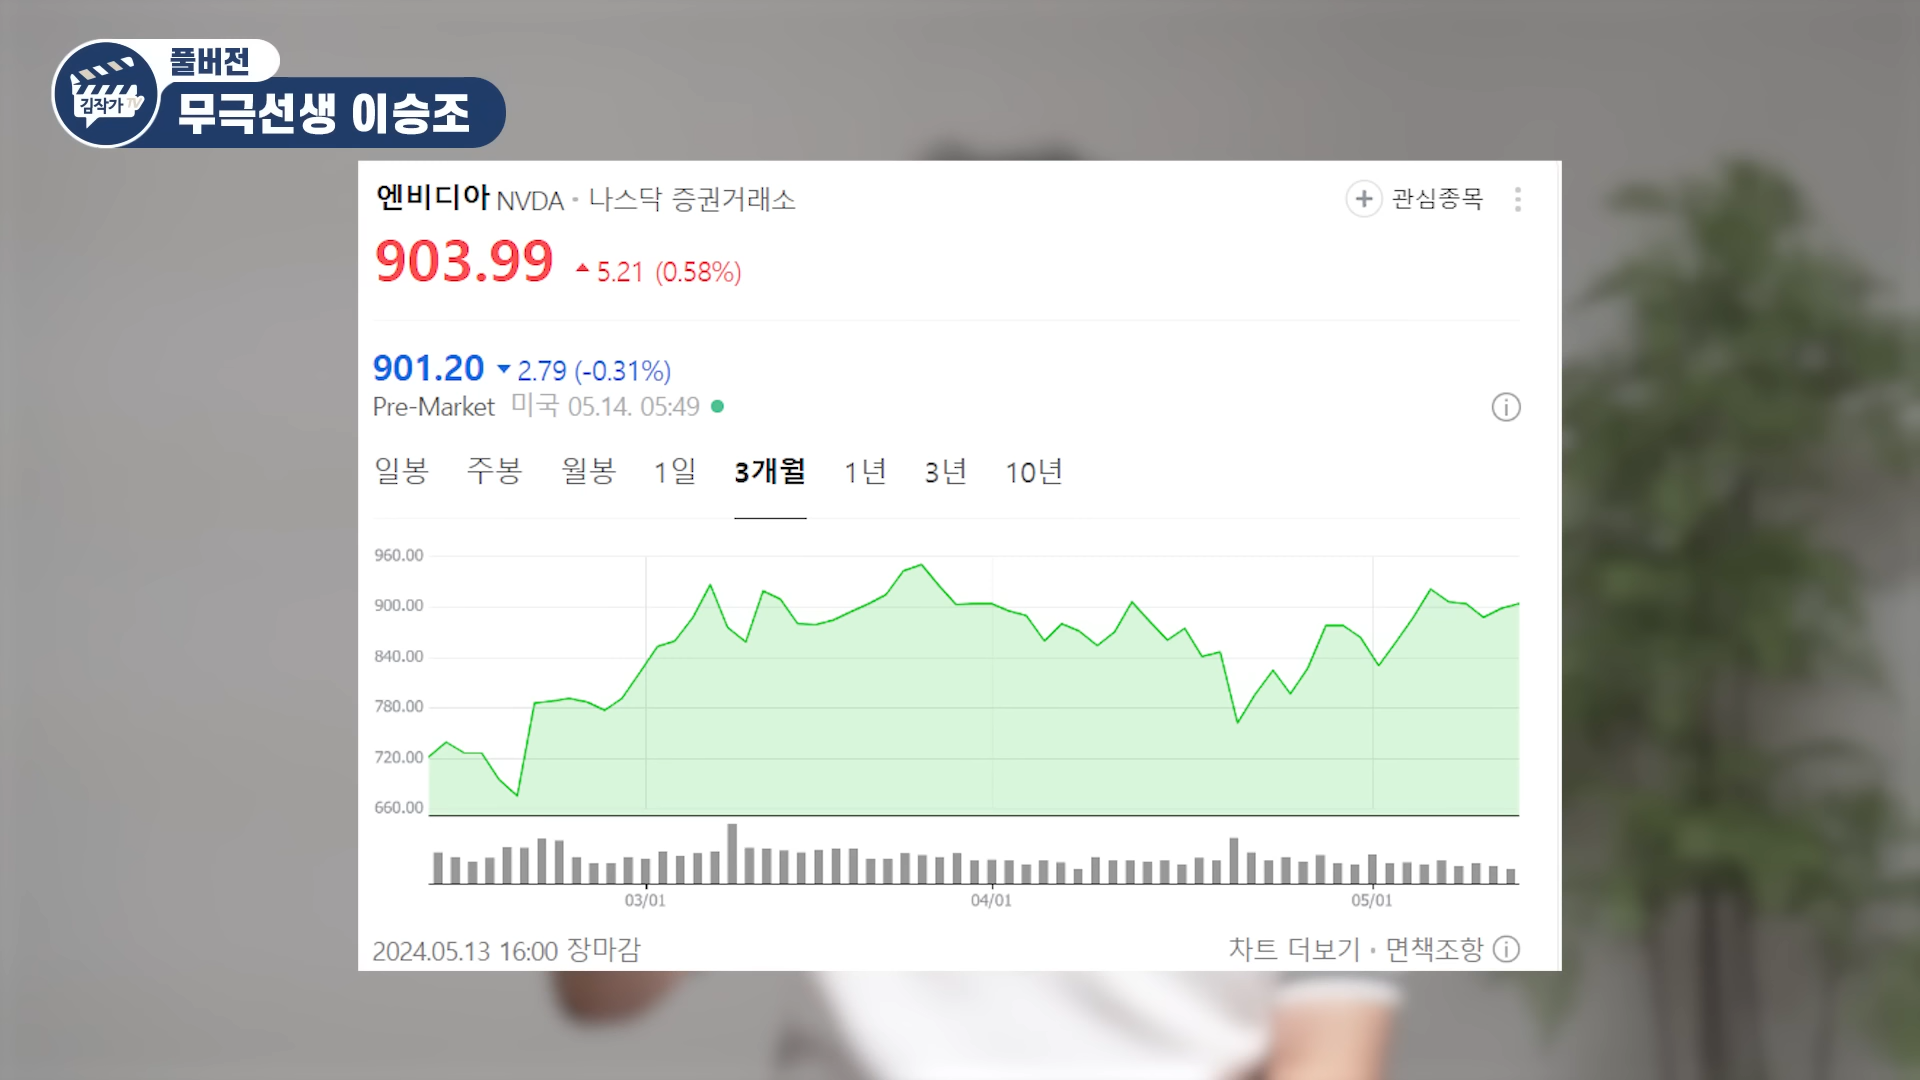 풀버전
김작가 TV
무극선생 이승조
엔비디아 NVDA · 나스닥 증권거래소
관심종목
903.99 ▲ 5.21 (0.58%)
901.20 ▼ 2.79 (-0.31%)
Pre-Market 미국 05.14. 05:49
일봉 주봉 월봉 1일 3개월 1년 3년 10년
960.00
900.00
840.00
780.00
720.00
660.00
03/01 04/01 05/01
2024.05.13 16:00 장마감
차트 더보기 · 면책조항